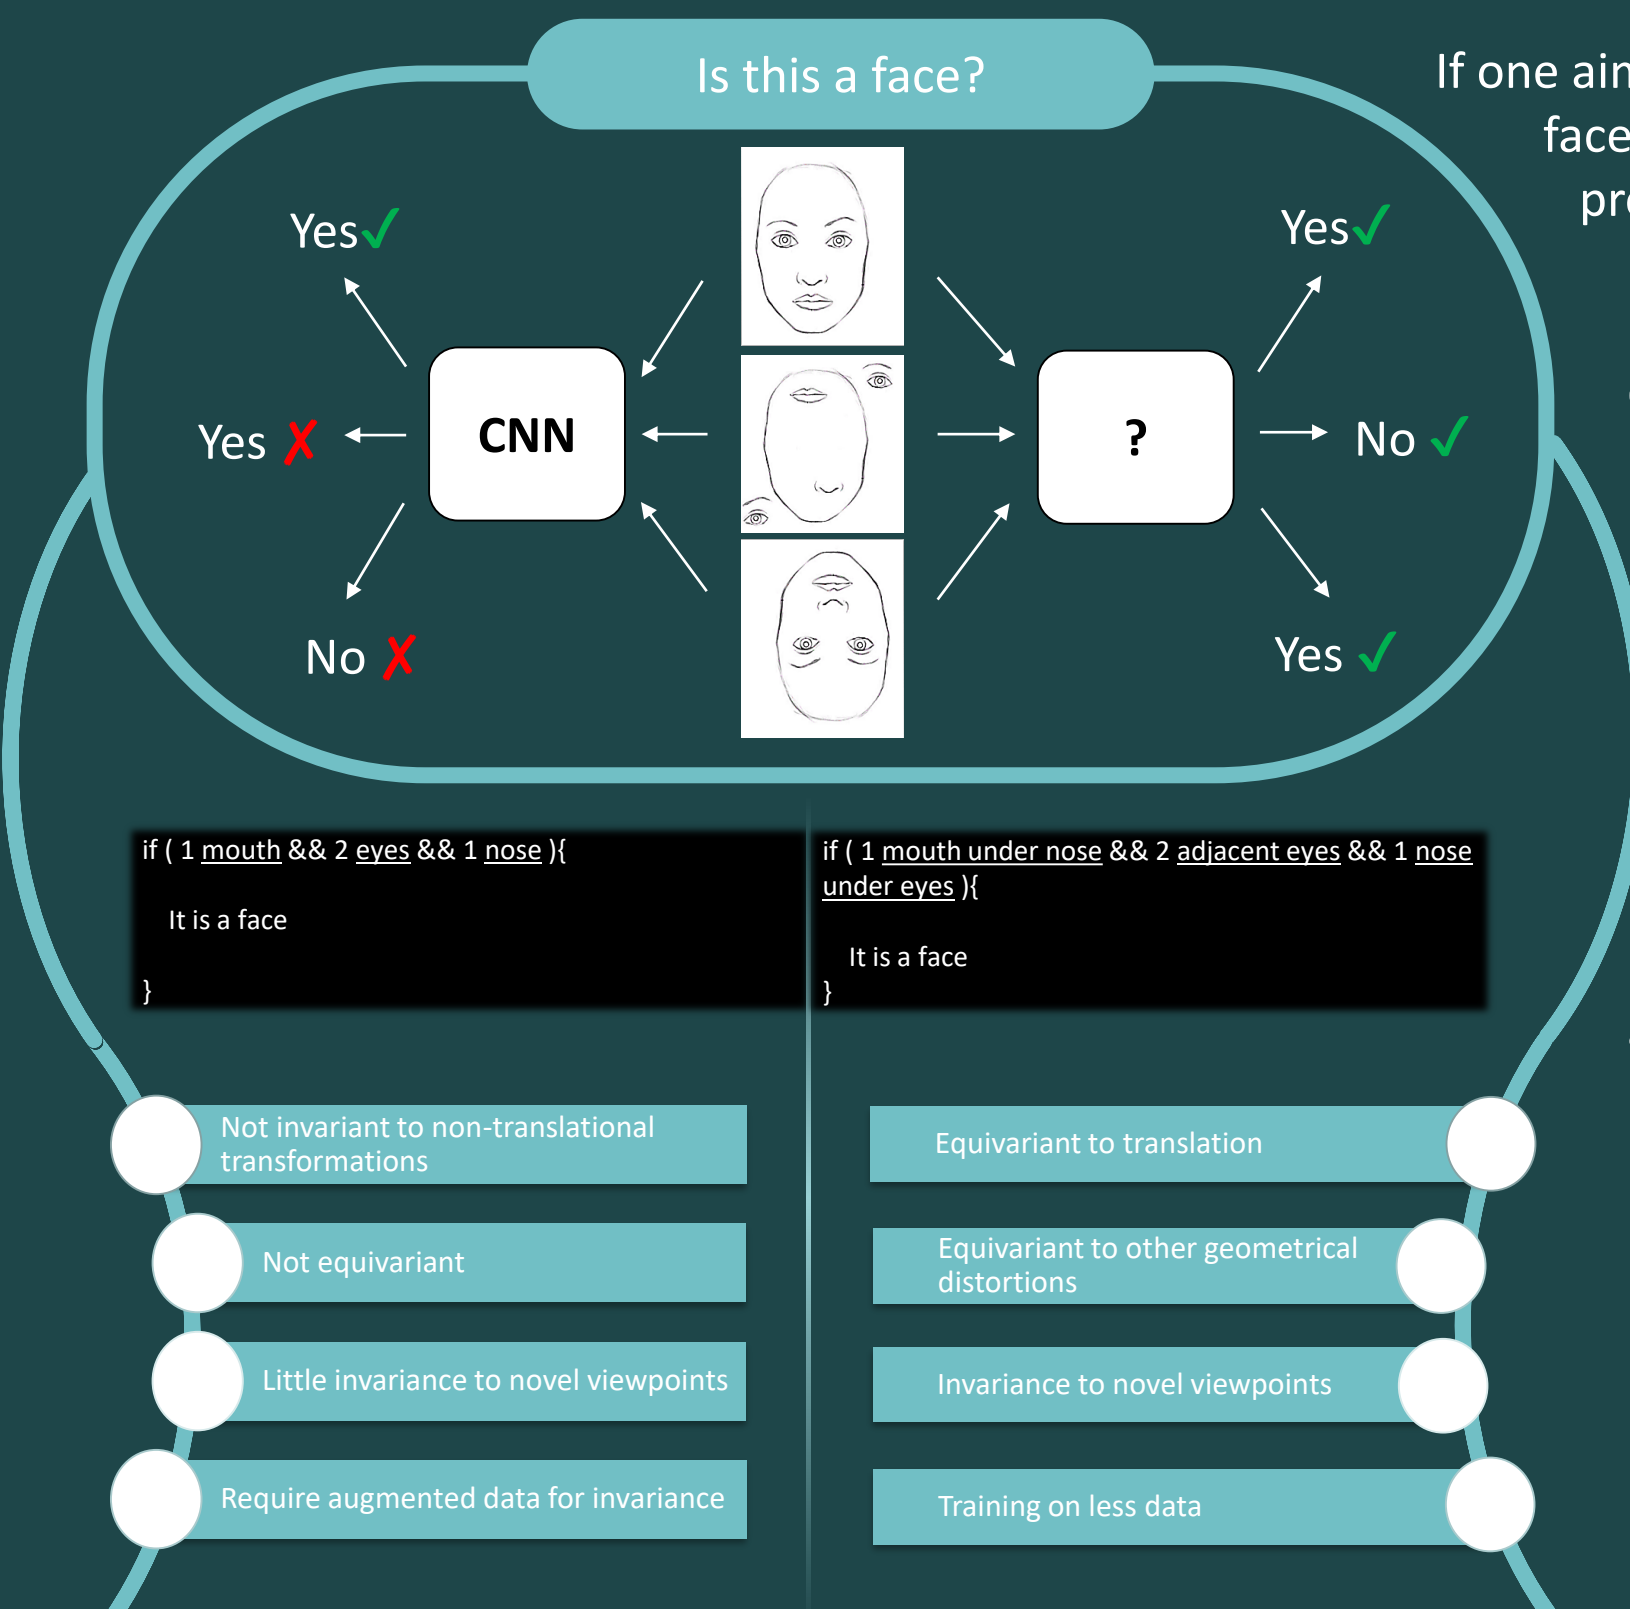 Is this a face?
If one
face
Yes✓
Yes✓
CNN
?
Yes ✗
No ✓
No ✗
Yes ✓
if ( 1 mouth && 2 eyes && 1 nose ){
It is a face
}
if ( 1 mouth under nose && 2 adjacent eyes && 1 nose
under eyes ){
It is a face
}
Not invariant to non-translational
transformations
Not equivariant
Little invariance to novel viewpoints
Require augmented data for invariance
Equivariant to translation
Equivariant to other geometrical
distortions
Invariance to novel viewpoints
Training on less data